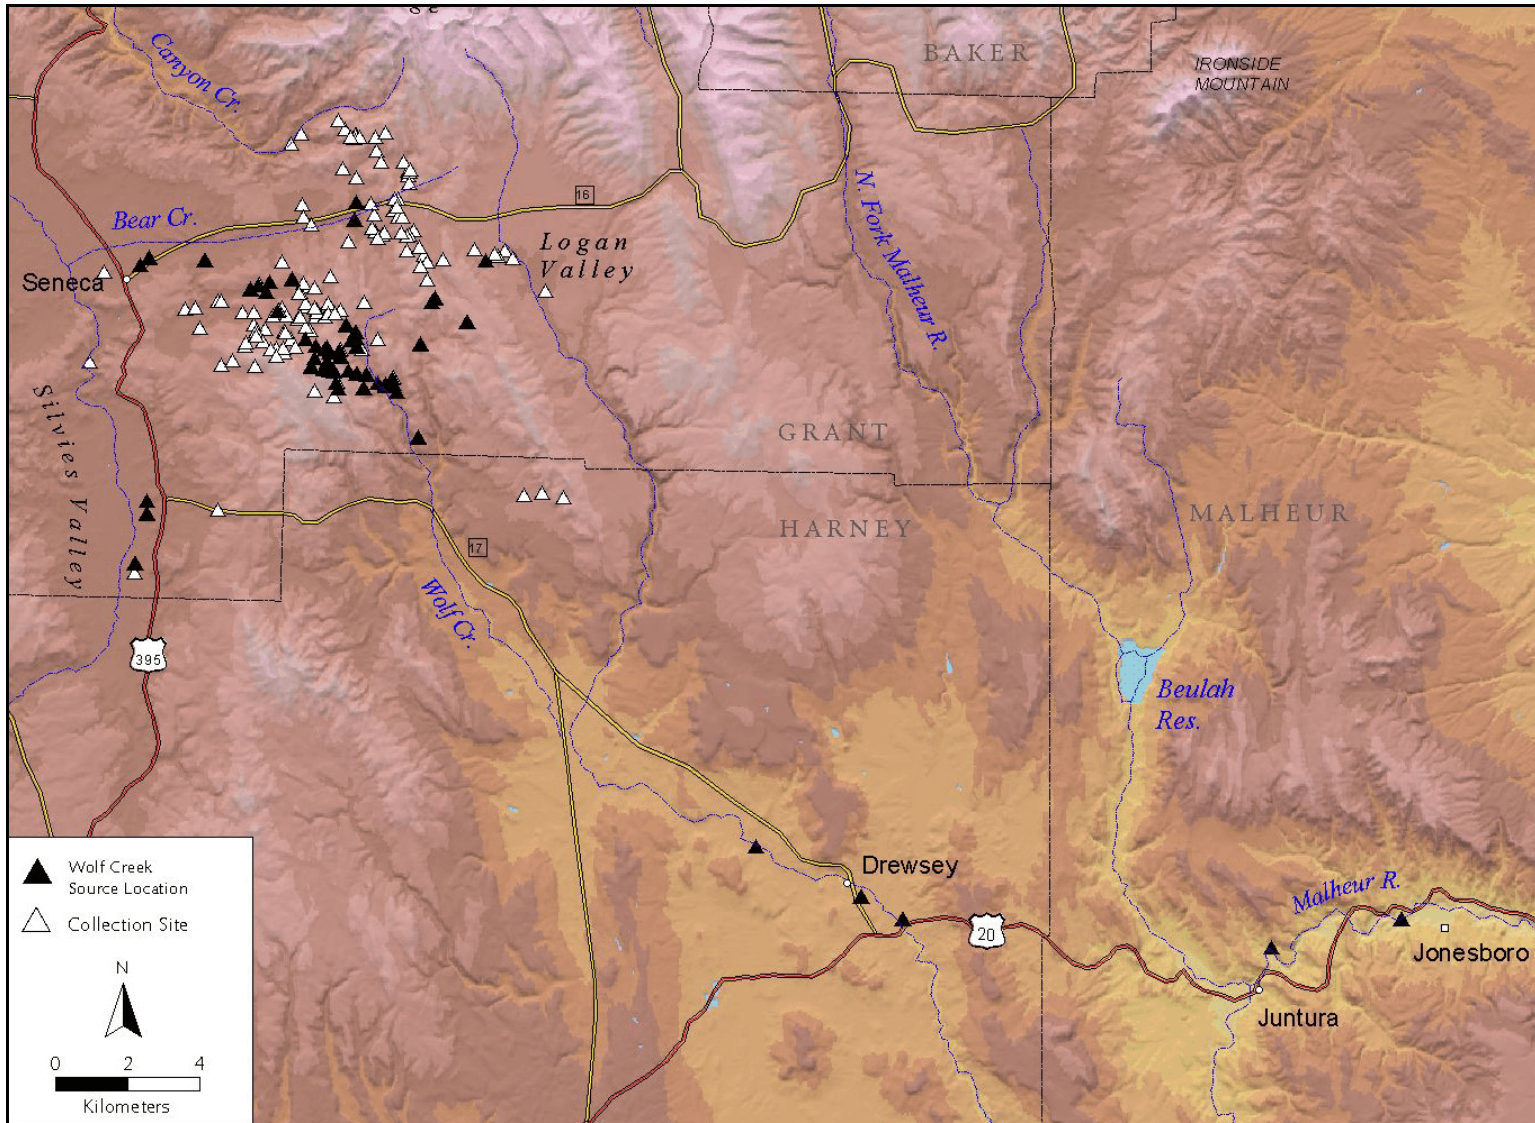 Canyon Cr.
BAKER
IRONSIDE
MOUNTAIN
16
Bear Cr.
Logan
Valley
N. Fork Malheur R.
Seneca
Silvies Valley
GRANT
HARNEY
MALHEUR
17
Wolf Cr.
395
Beulah
Res.
Drewsey
20
Malheur R.
Jonesboro
Juntura
Wolf Creek
Source Location
Collection Site
N
0 2 4
Kilometers